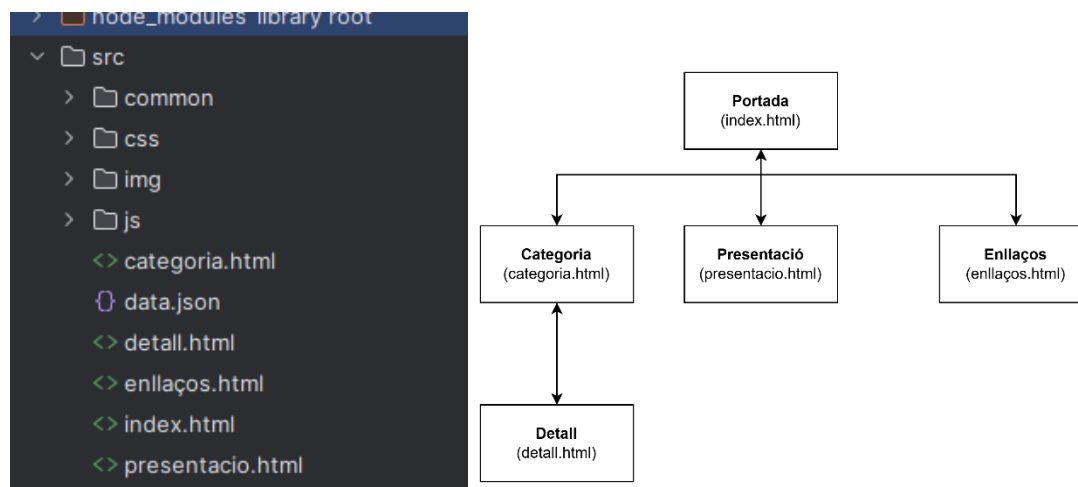 node_modules library root
src
common
css
img
js
<> categoria.html
{} data.json
<> detall.html
<> enllaços.html
<> index.html
<> presentacio.html
Portada
(index.html)
Categoria
(categoria.html)
Presentació
(presentacio.html)
Enllaços
(enllaços.html)
Detall
(detall.html)